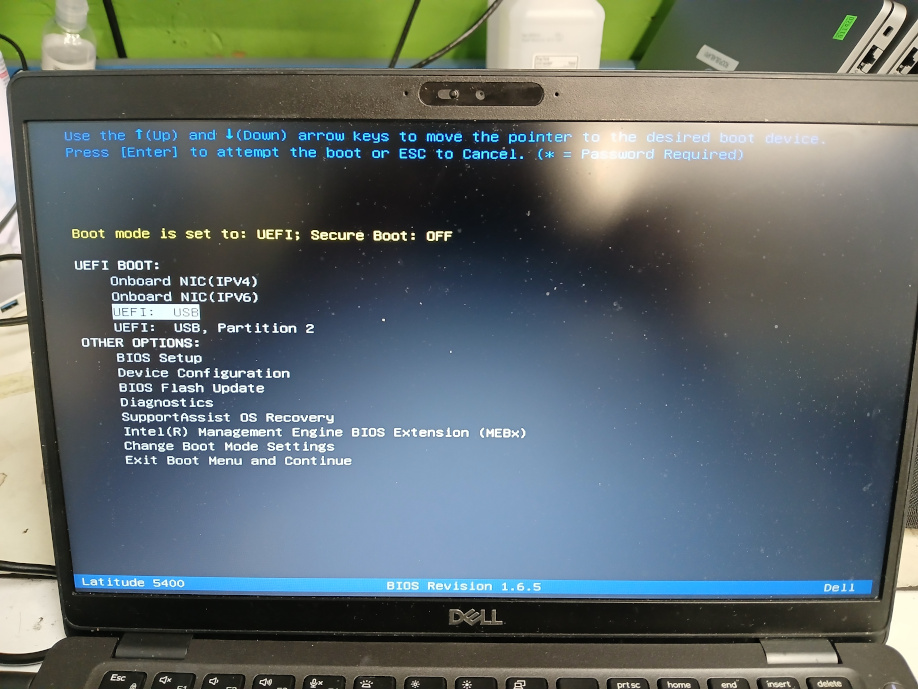 Use the ↑(Up) and ↓(Down) arrow keys to move the pointer to the desired boot device.
Press [Enter] to attempt the boot or ESC to Cancel. (* = Password Required)
Boot mode is set to: UEFI; Secure Boot: OFF
UEFI BOOT:
Onboard NIC(IPV4)
Onboard NIC(IPV6)
UEFI: USB
UEFI: USB, Partition 2
OTHER OPTIONS:
BIOS Setup
Device Configuration
BIOS Flash Update
Diagnostics
SupportAssist OS Recovery
Intel(R) Management Engine BIOS Extension (MEBx)
Change Boot Mode Settings
Exit Boot Menu and Continue
Latitude 5400 BIOS Revision 1.6.5 Dell
DELL
Esc prt sc home end insert delete